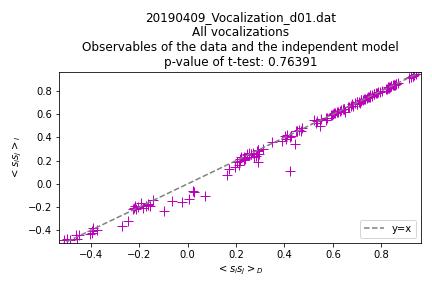 20190409_Vocalization_d01.dat
All vocalizations
Observables of the data and the independent model
p-value of t-test: 0.76391
0.8
0.6
0.4
0.2
0.0
−0.2
−0.4
< s_i s_j >_I
−0.4 −0.2 0.0 0.2 0.4 0.6 0.8
< s_i s_j >_D
y=x